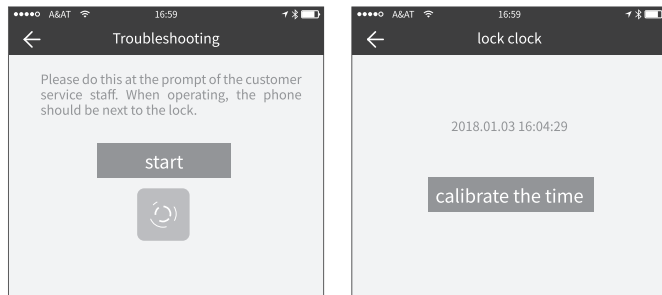 A&AT 16:59
Troubleshooting
Please do this at the prompt of the customer
service staff. When operating, the phone
should be next to the lock.
start
A&AT 16:59
lock clock
2018.01.03 16:04:29
calibrate the time